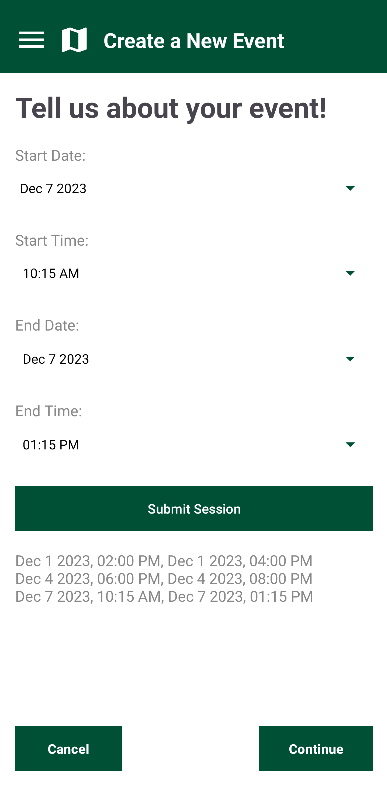 Create a New Event
Tell us about your event!
Start Date:
Dec 7 2023
Start Time:
10:15 AM
End Date:
Dec 7 2023
End Time:
01:15 PM
Submit Session
Dec 1 2023, 02:00 PM, Dec 1 2023, 04:00 PM
Dec 4 2023, 06:00 PM, Dec 4 2023, 08:00 PM
Dec 7 2023, 10:15 AM, Dec 7 2023, 01:15 PM
Cancel
Continue